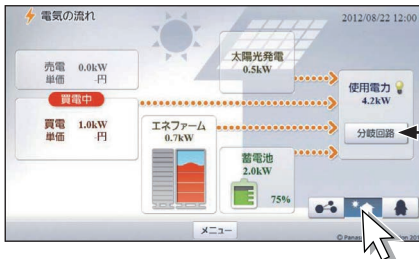 電気の流れ
2012/08/22 12:00
売電 0.0kW
単価 -円
買電中
買電 1.0kW
単価 -円
太陽光発電
0.5kW
エネファーム
0.7kW
蓄電池
2.0kW
75%
使用電力
4.2kW
分岐回路
メニュー